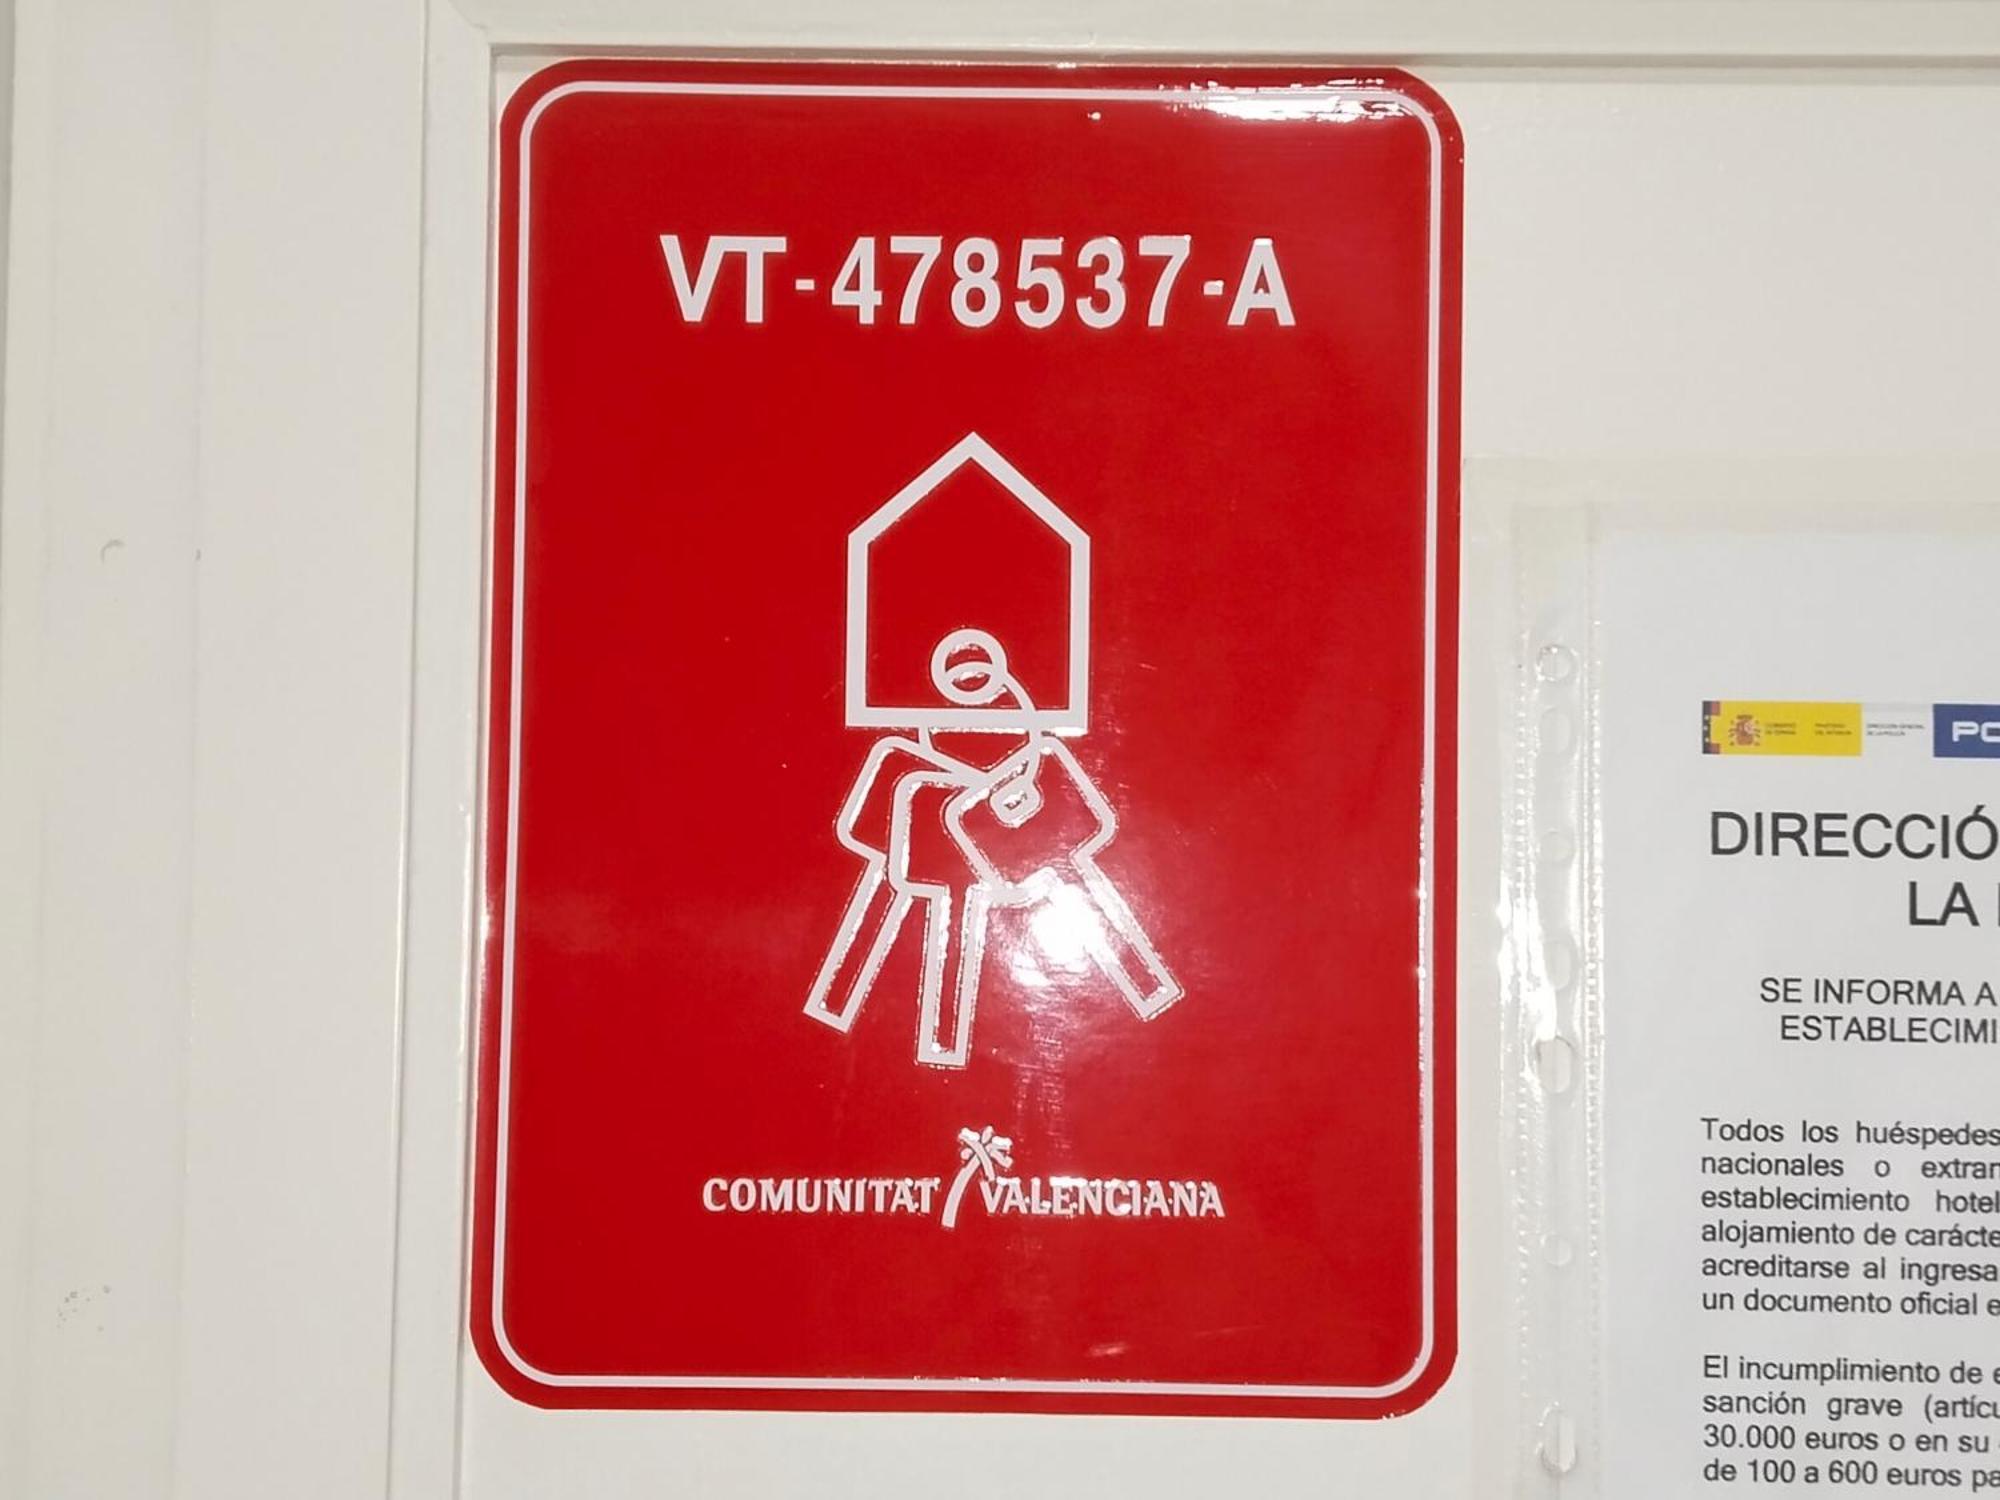 VT-478537-A
COMUNITAT VALENCIANA
PO
DIRECCIÓ
LA
SE INFORMA A
ESTABLECIMI
Todos los huéspedes
nacionales o extran
establecimiento hotel
alojamiento de carácte
acreditarse al ingresa
un documento oficial e
El incumplimiento de e
sanción grave (artícu
30.000 euros o en su
de 100 a 600 euros pa